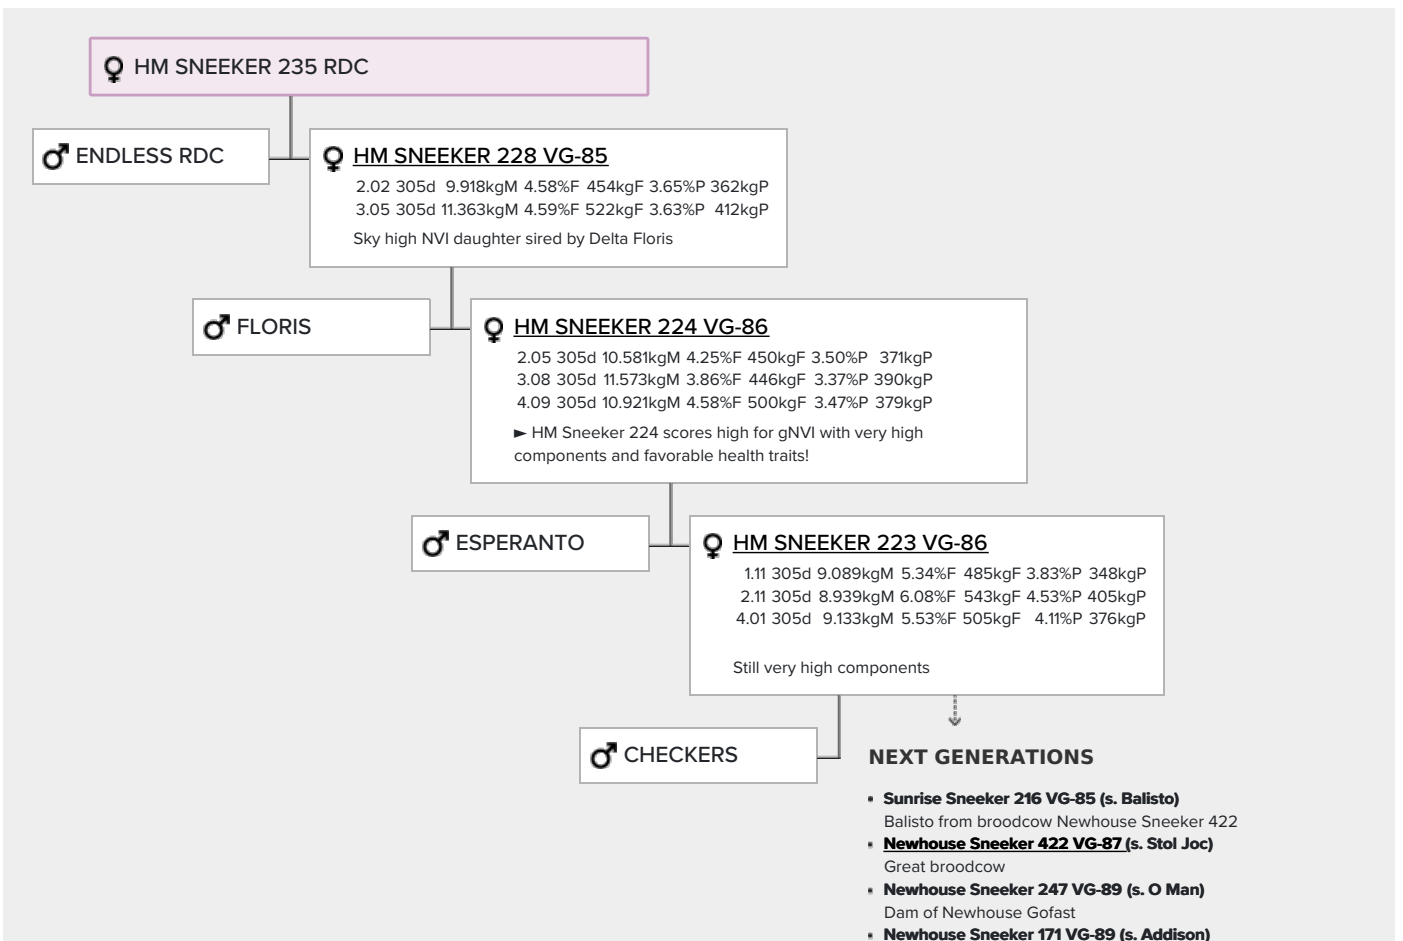 HM SNEEKER 235 RDC
ENDLESS RDC
HM SNEEKER 228 VG-85
2.02 305d 9.918kgM 4.58%F 454kgF 3.65%P 362kgP
3.05 305d 11.363kgM 4.59%F 522kgF 3.63%P 412kgP
Sky high NVI daughter sired by Delta Floris
FLORIS
HM SNEEKER 224 VG-86
2.05 305d 10.581kgM 4.25%F 450kgF 3.50%P 371kgP
3.08 305d 11.573kgM 3.86%F 446kgF 3.37%P 390kgP
4.09 305d 10.921kgM 4.58%F 500kgF 3.47%P 379kgP
► HM Sneeker 224 scores high for gNVI with very high
components and favorable health traits!
ESPERANTO
HM SNEEKER 223 VG-86
1.11 305d 9.089kgM 5.34%F 485kgF 3.83%P 348kgP
2.11 305d 8.939kgM 6.08%F 543kgF 4.53%P 405kgP
4.01 305d 9.133kgM 5.53%F 505kgF 4.11%P 376kgP
Still very high components
CHECKERS
NEXT GENERATIONS
▪ Sunrise Sneeker 216 VG-85 (s. Balisto)
Balisto from broodcow Newhouse Sneeker 422
▪ Newhouse Sneeker 422 VG-87 (s. Stol Joc)
Great broodcow
▪ Newhouse Sneeker 247 VG-89 (s. O Man)
Dam of Newhouse Gofast
▪ Newhouse Sneeker 171 VG-89 (s. Addison)